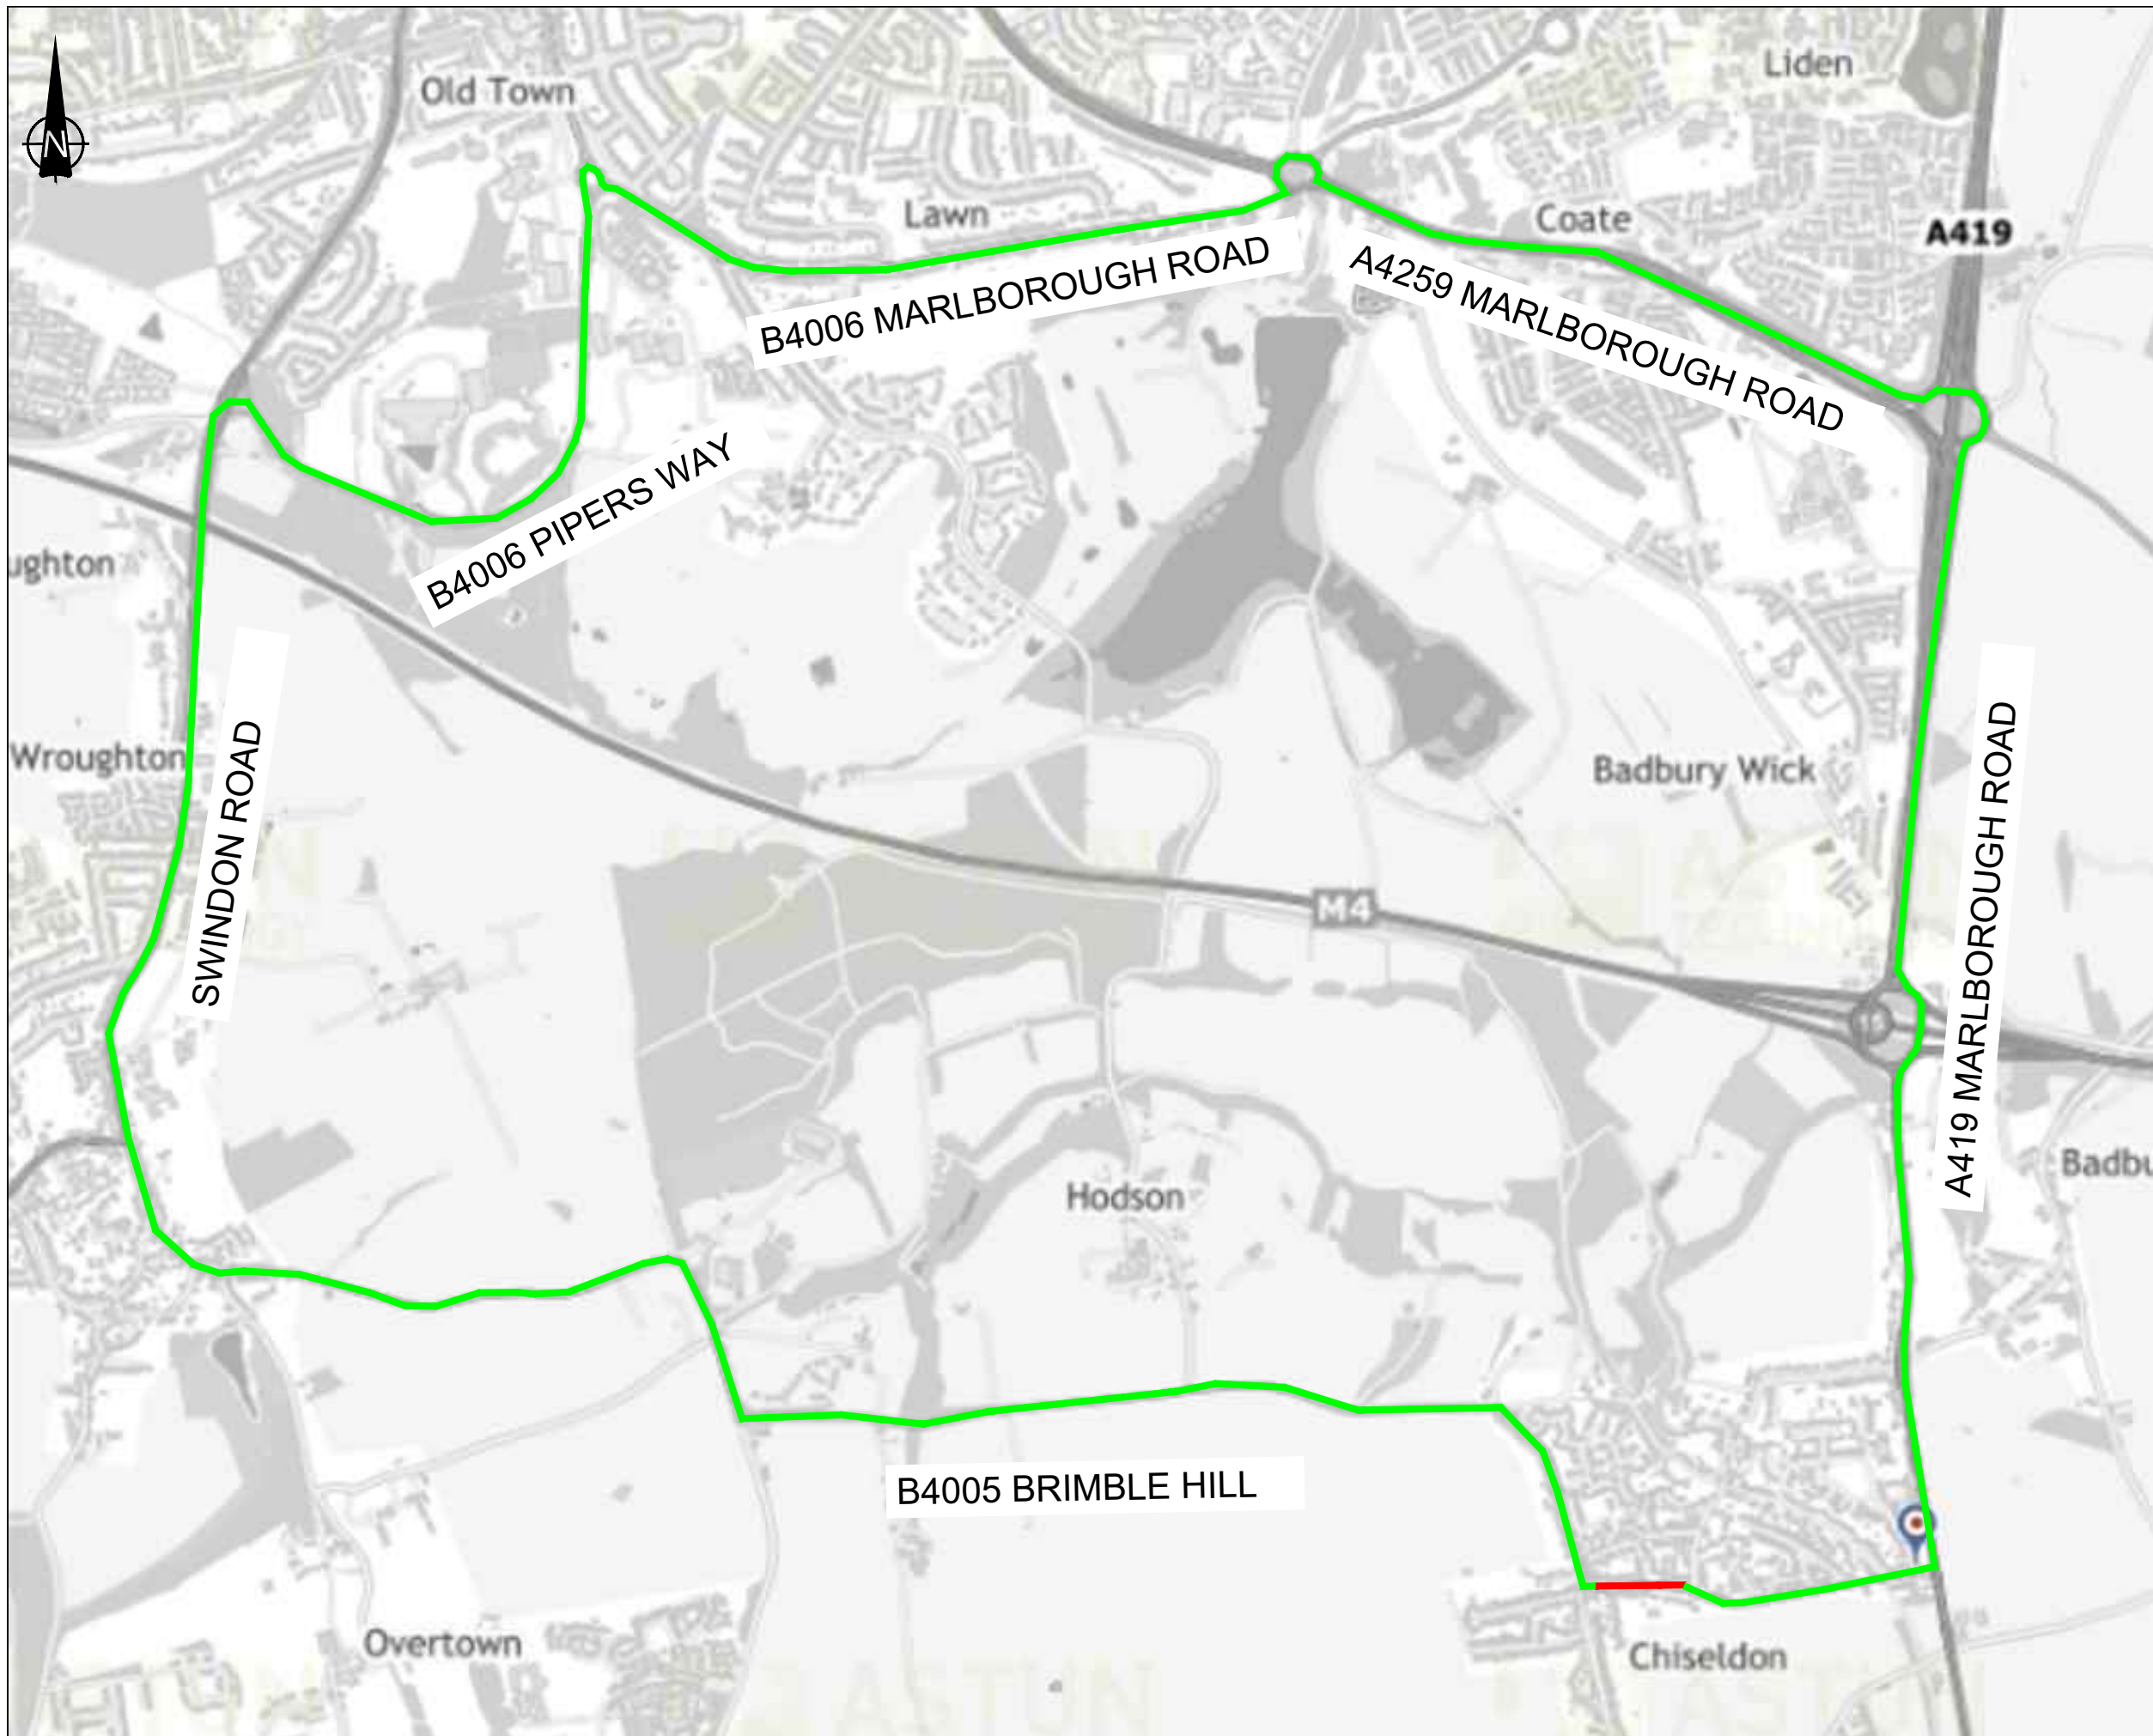 Old Town
Liden
N
Lawn
Coate
A419
B4006 MARLBOROUGH ROAD
A4259 MARLBOROUGH ROAD
B4006 PIPERS WAY
ughton
Wroughton
SWINDON ROAD
Badbury Wick
A419 MARLBOROUGH ROAD
M4
15
Badbu
Hodson
B4005 BRIMBLE HILL
Overtown
Chiseldon